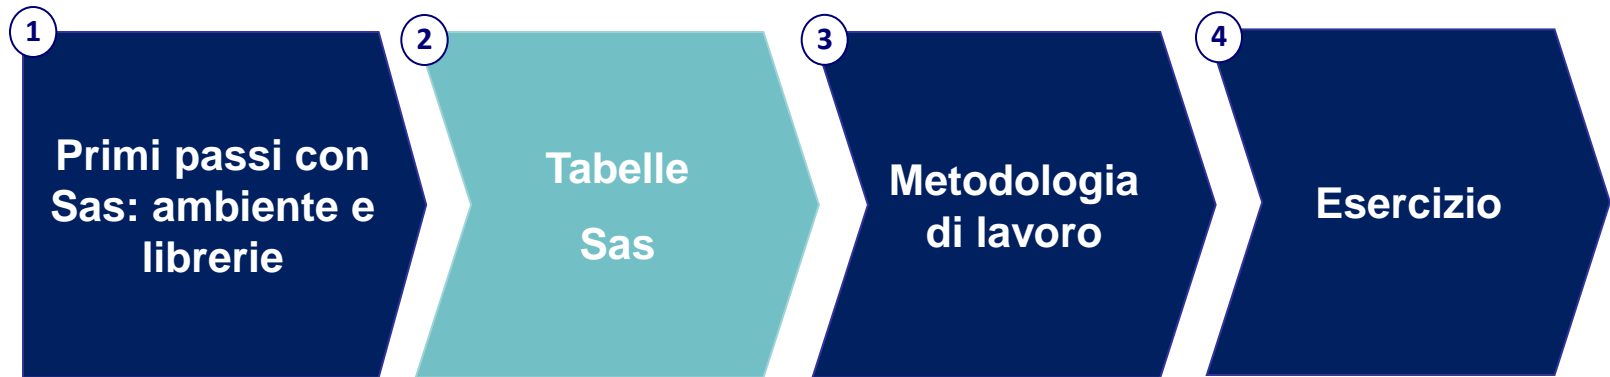 1
Primi passi con
Sas: ambiente e
librerie
2
Tabelle
Sas
3
Metodologia
di lavoro
4
Esercizio